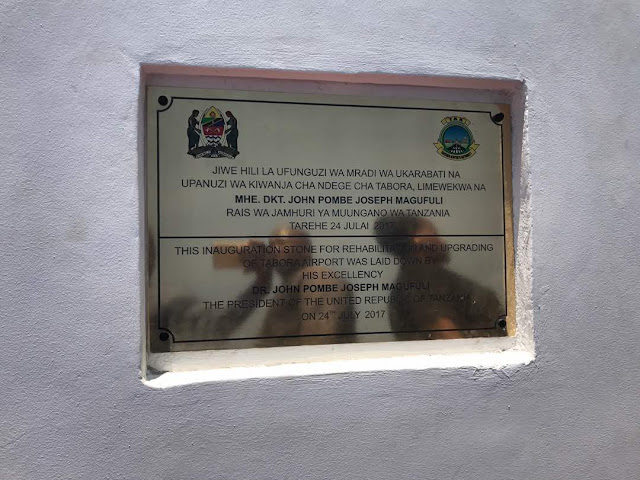 T.A.A
JIWE HILI LA UFUNGUZI WA MRADI WA UKARABATI NA
UPANUZI WA KIWANJA CHA NDEGE CHA TABORA, LIMEWEKWA NA
MHE. DKT. JOHN POMBE JOSEPH MAGUFULI
RAIS WA JAMHURI YA MUUNGANO WA TANZANIA
TAREHE 24 JULAI 2017
THIS INAUGURATION STONE FOR REHABILITATION AND UPGRADING
OF TABORA AIRPORT WAS LAID DOWN BY
HIS EXCELLENCY
DR. JOHN POMBE JOSEPH MAGUFULI
THE PRESIDENT OF THE UNITED REPUBLIC OF TANZANIA
ON 24TH JULY 2017